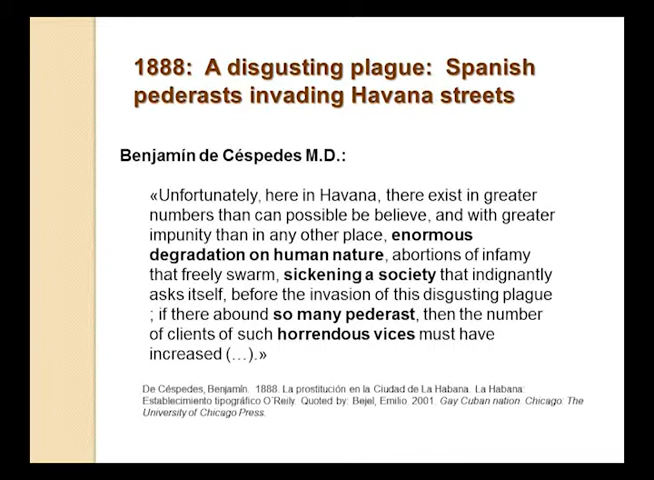 1888: A disgusting plague: Spanish
pederasts invading Havana streets
Benjamín de Céspedes M.D.:
«Unfortunately, here in Havana, there exist in greater
numbers than can possible be believe, and with greater
impunity than in any other place, enormous
degradation on human nature, abortions of infamy
that freely swarm, sickening a society that indignantly
asks itself, before the invasion of this disgusting plague
; if there abound so many pederast, then the number
of clients of such horrendous vices must have
increased (…).»
De Céspedes, Benjamín. 1888. La prostitución en la Ciudad de La Habana. La Habana:
Establecimiento tipográfico O´Reily. Quoted by: Bejel, Emilio. 2001. Gay Cuban nation. Chicago: The
University of Chicago Press.